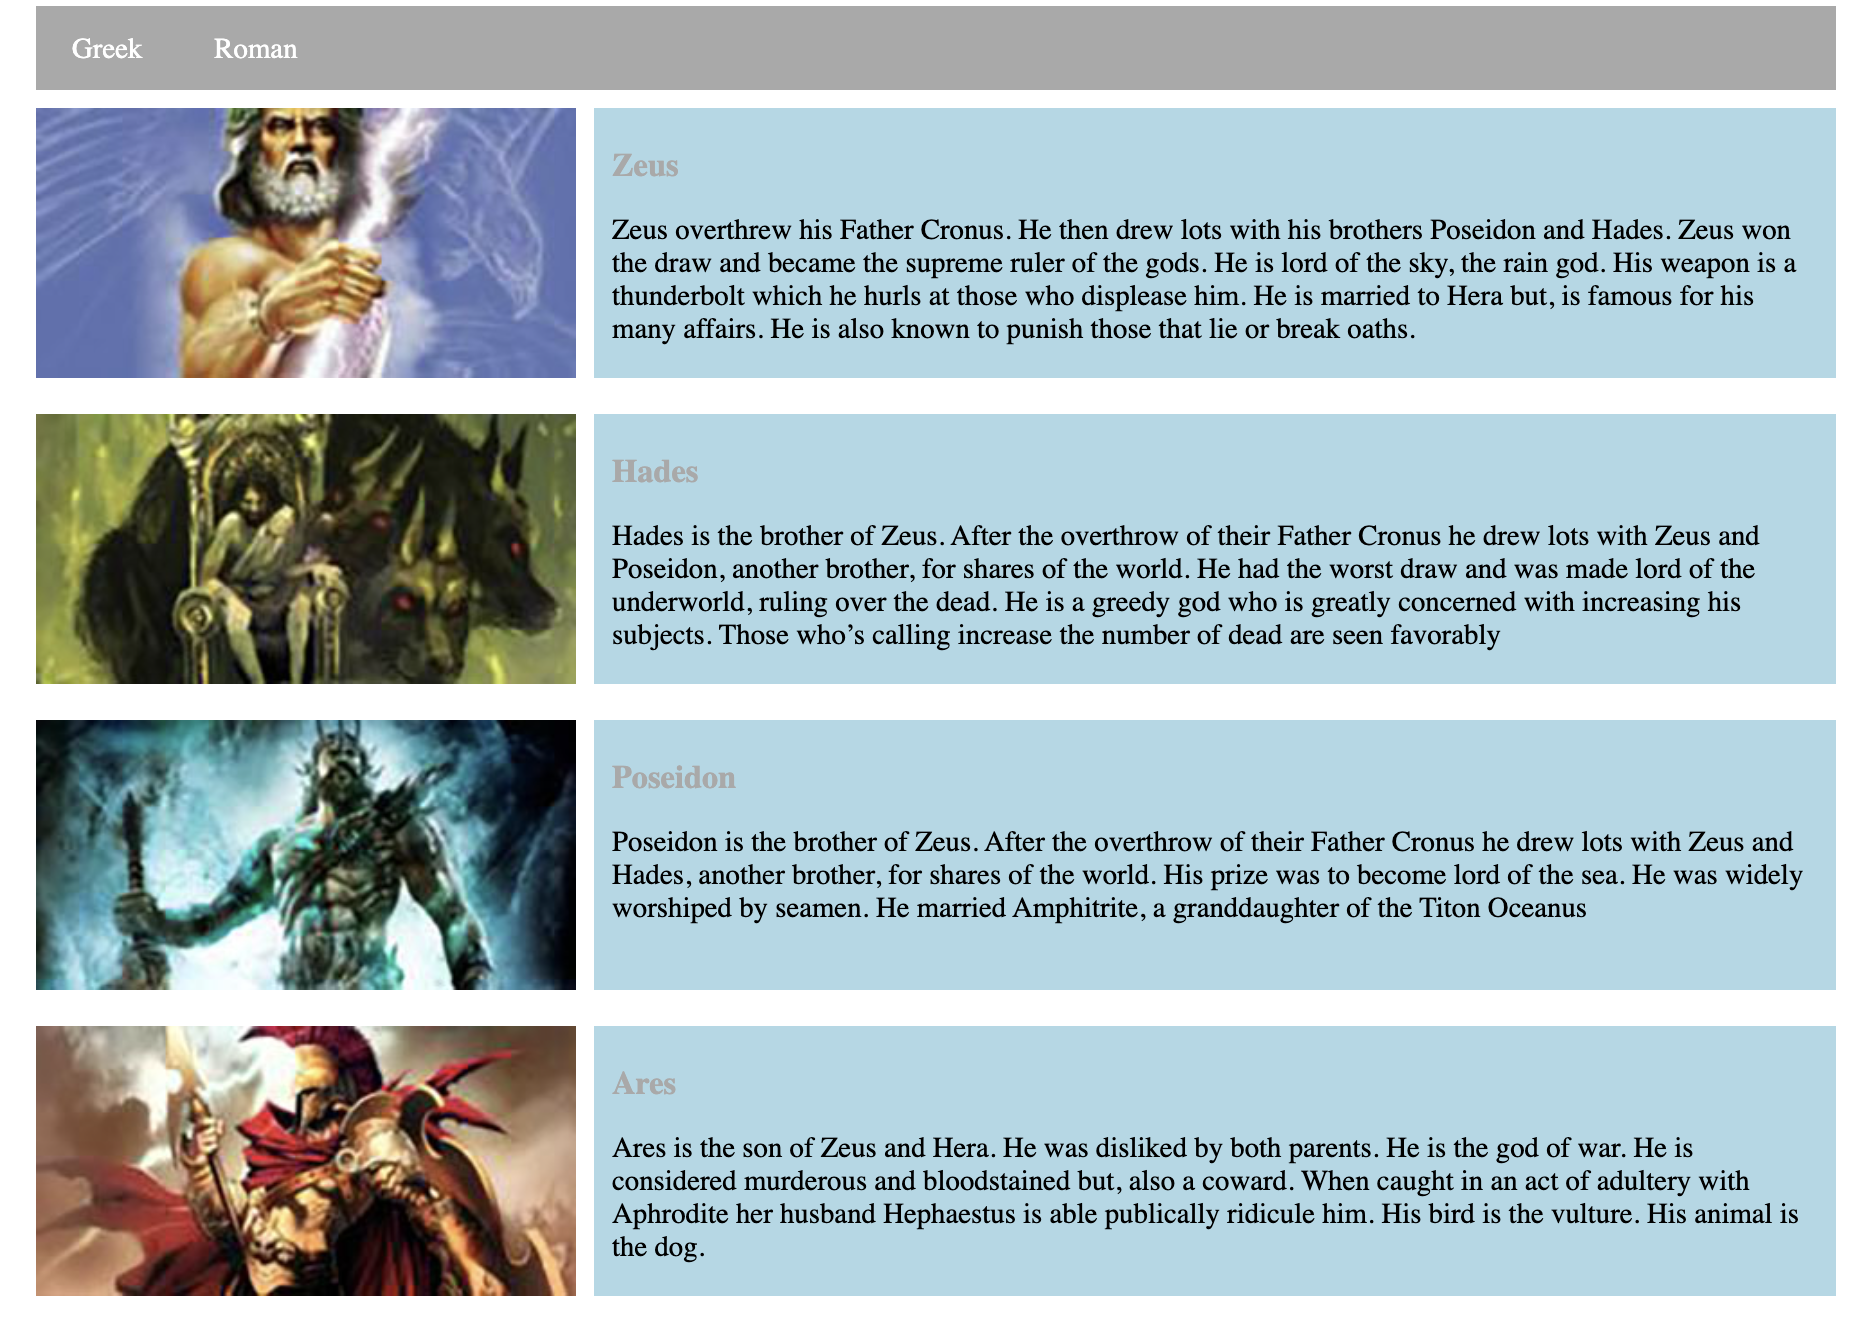 Greek Roman
Zeus
Zeus overthrew his Father Cronus. He then drew lots with his brothers Poseidon and Hades. Zeus won
the draw and became the supreme ruler of the gods. He is lord of the sky, the rain god. His weapon is a
thunderbolt which he hurls at those who displease him. He is married to Hera but, is famous for his
many affairs. He is also known to punish those that lie or break oaths.
Hades
Hades is the brother of Zeus. After the overthrow of their Father Cronus he drew lots with Zeus and
Poseidon, another brother, for shares of the world. He had the worst draw and was made lord of the
underworld, ruling over the dead. He is a greedy god who is greatly concerned with increasing his
subjects. Those who’s calling increase the number of dead are seen favorably
Poseidon
Poseidon is the brother of Zeus. After the overthrow of their Father Cronus he drew lots with Zeus and
Hades, another brother, for shares of the world. His prize was to become lord of the sea. He was widely
worshiped by seamen. He married Amphitrite, a granddaughter of the Titon Oceanus
Ares
Ares is the son of Zeus and Hera. He was disliked by both parents. He is the god of war. He is
considered murderous and bloodstained but, also a coward. When caught in an act of adultery with
Aphrodite her husband Hephaestus is able publically ridicule him. His bird is the vulture. His animal is
the dog.